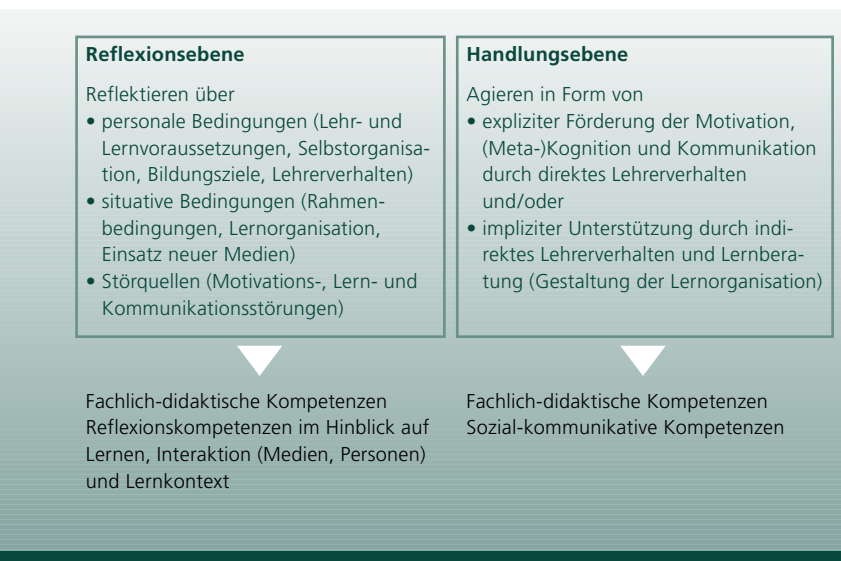 Reflexionsebene
Reflektieren über
• personale Bedingungen (Lehr- und
Lernvoraussetzungen, Selbstorganisa-
tion, Bildungsziele, Lehrerverhalten)
• situative Bedingungen (Rahmen-
bedingungen, Lernorganisation,
Einsatz neuer Medien)
• Störquellen (Motivations-, Lern- und
Kommunikationsstörungen)
Fachlich-didaktische Kompetenzen
Reflexionskompetenzen im Hinblick auf
Lernen, Interaktion (Medien, Personen)
und Lernkontext
Handlungsebene
Agieren in Form von
• expliziter Förderung der Motivation,
(Meta-)Kognition und Kommunikation
durch direktes Lehrerverhalten
und/oder
• impliziter Unterstützung durch indi-
rektes Lehrerverhalten und Lernbera-
tung (Gestaltung der Lernorganisation)
Fachlich-didaktische Kompetenzen
Sozial-kommunikative Kompetenzen